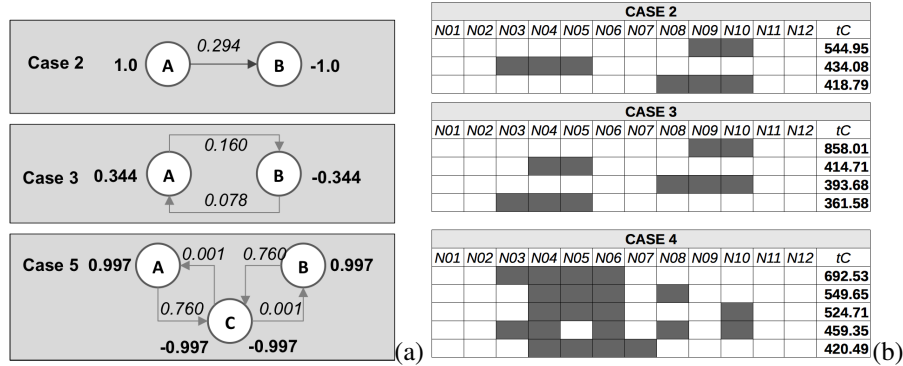 Case 2 1.0 A 0.294 B -1.0
Case 3 0.344 A 0.160 B -0.344
0.078
Case 5 0.997 A 0.001 0.760 B 0.997
0.760 C 0.001
-0.997 -0.997
(a)
CASE 2
N01 N02 N03 N04 N05 N06 N07 N08 N09 N10 N11 N12 tC
544.95
434.08
418.79
CASE 3
N01 N02 N03 N04 N05 N06 N07 N08 N09 N10 N11 N12 tC
858.01
414.71
393.68
361.58
CASE 4
N01 N02 N03 N04 N05 N06 N07 N08 N09 N10 N11 N12 tC
692.53
549.65
524.71
459.35
420.49
(b)